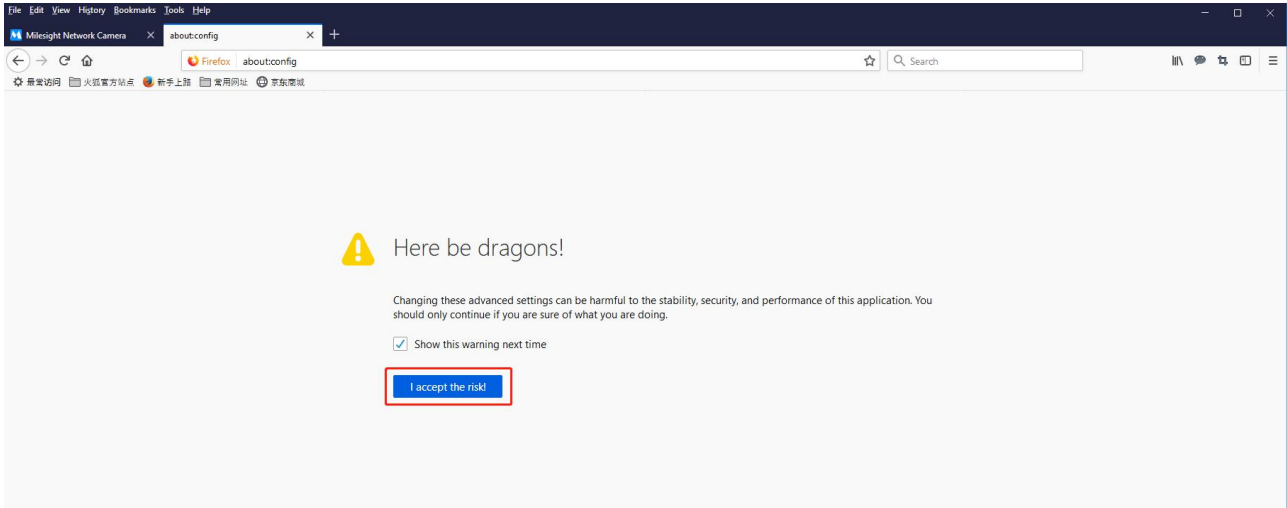 File Edit View History Bookmarks Tools Help
Milesight Network Camera
about:config
Firefox about:config
Search
最常访问 火狐官方站点 新手上路 常用网址 京东商城
Here be dragons!
Changing these advanced settings can be harmful to the stability, security, and performance of this application. You
should only continue if you are sure of what you are doing.
Show this warning next time
I accept the risk!